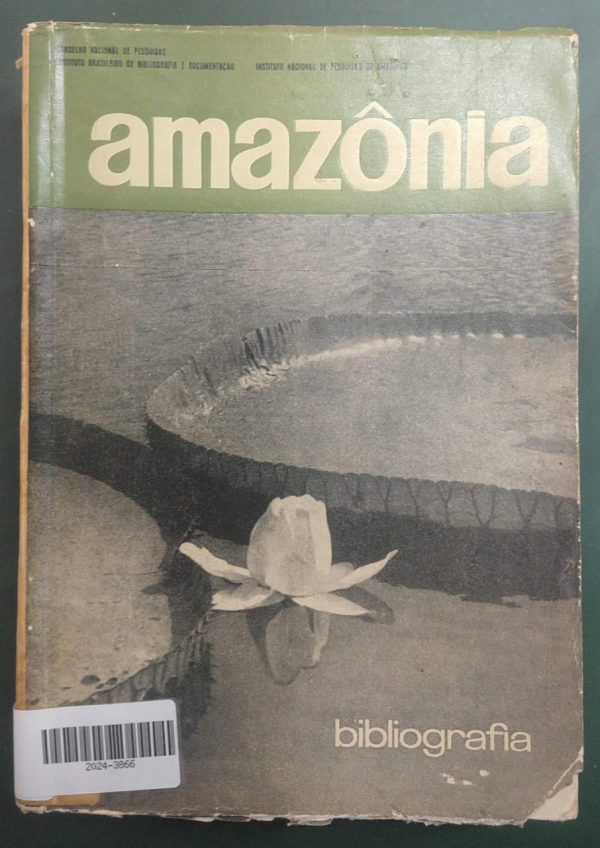 CONSELHO NACIONAL DE PESQUISAS
INSTITUTO BRASILEIRO DE BIBLIOGRAFIA E DOCUMENTAÇÃO INSTITUTO NACIONAL DE PESQUISAS DA AMAZÔNIA
amazônia
bibliografia
2024-3866